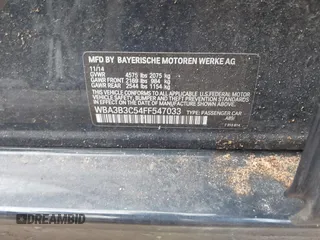 MFD BY BAYERISCHE MOTOREN WERKE AG
11/14
GVWR 4575 lbs 2075 kg
GAWR FRONT 2169 lbs 984 kg
GAWR REAR 2544 lbs 1154 kg
THIS VEHICLE CONFORMS TO ALL APPLICABLE
FEDERAL MOTOR VEHICLE
SAFETY, BUMPER AND THEFT PREVENTION STANDARDS
IN EFFECT ON THE DATE OF
MANUFACTURE SHOWN ABOVE.
WBA3B3C54FF547033 TYPE: PASSENGER CAR
DREAMBID